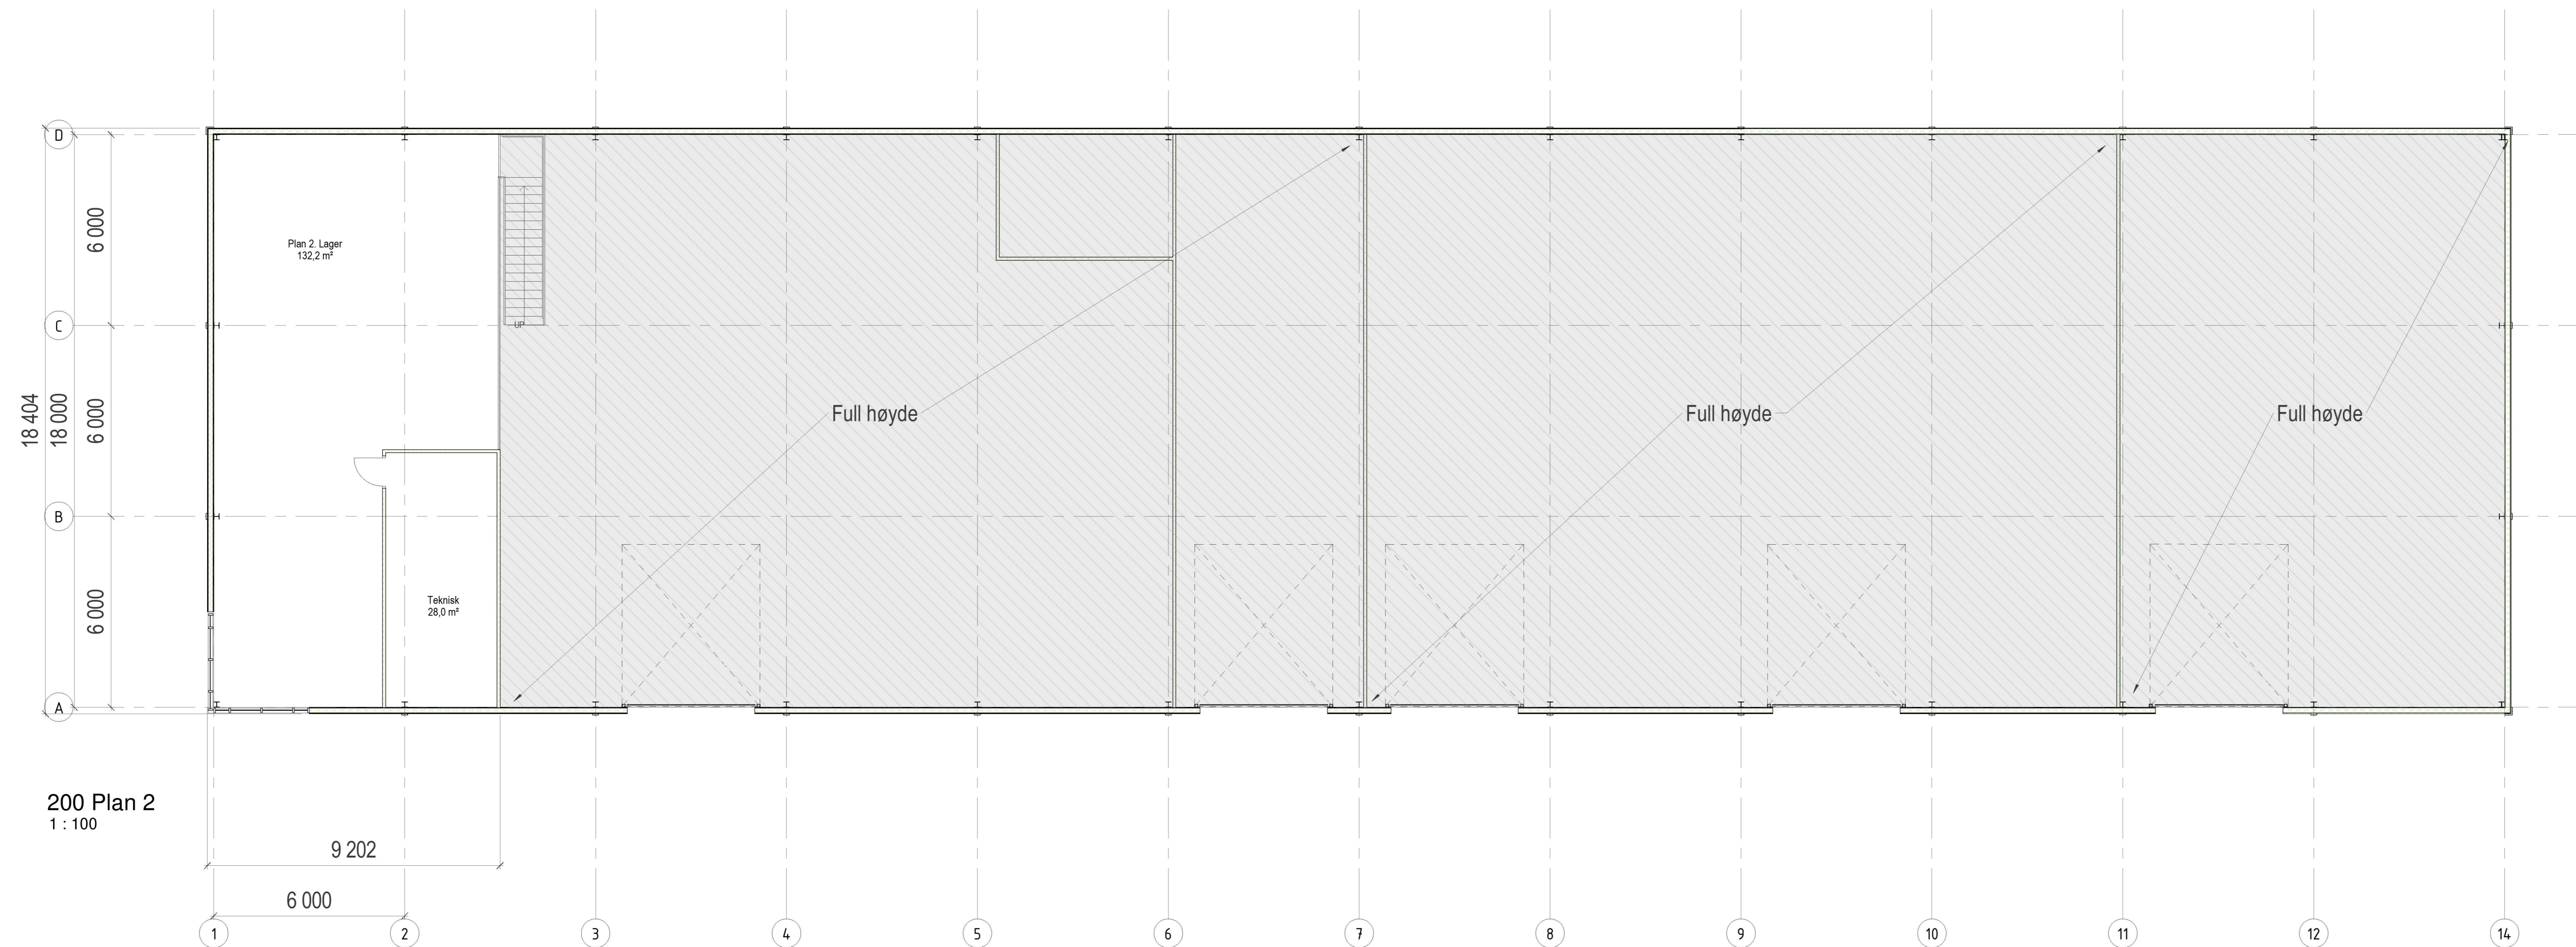 D
C
B
A
18 404
18 000
6 000
6 000
6 000
Plan 2. Lager
132,2 m²
UP
Teknisk
28,0 m²
Full høyde
Full høyde
Full høyde
200 Plan 2
1 : 100
9 202
6 000
1
2
3
4
5
6
7
8
9
10
11
12
14